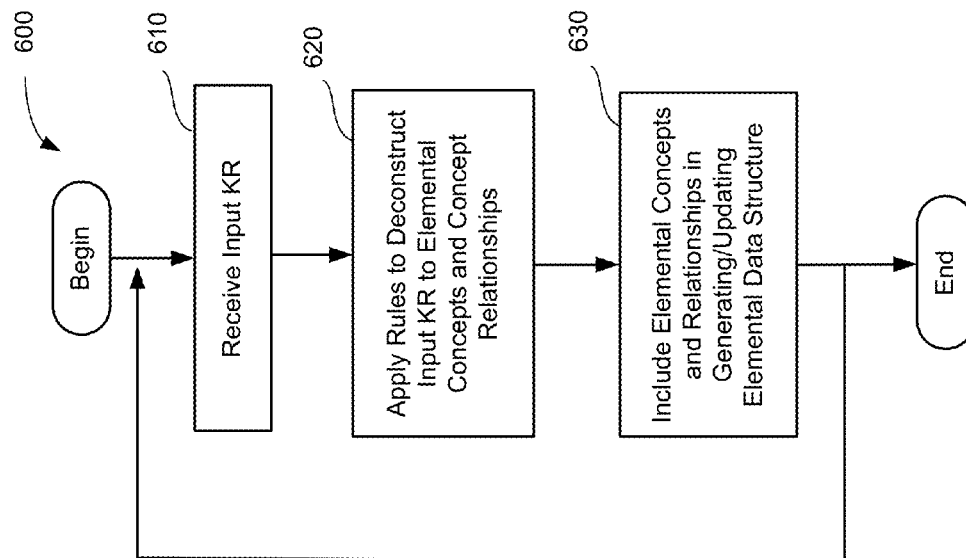 600
Begin
610
Receive Input KR
620
Apply Rules to Deconstruct
Input KR to Elemental
Concepts and Concept
Relationships
630
Include Elemental Concepts
and Relationships in
Generating/Updating
Elemental Data Structure
End